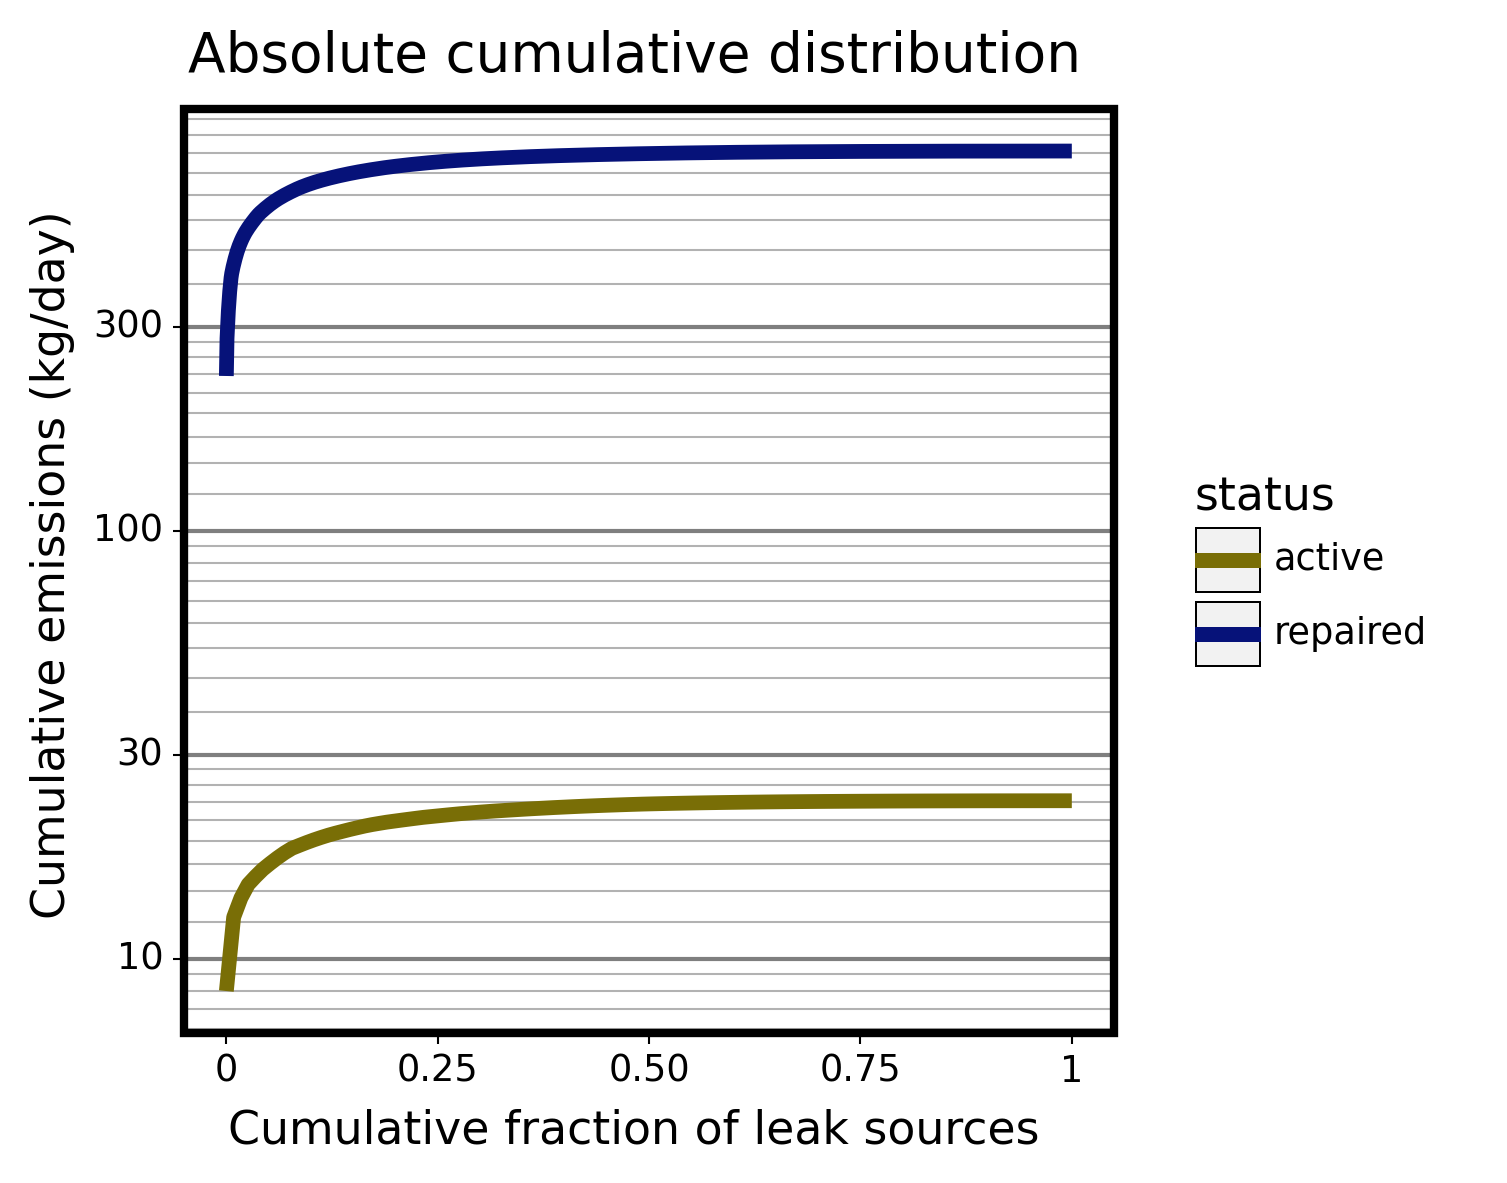 Absolute cumulative distribution
Cumulative emissions (kg/day)
300
100
30
10
0
0.25
0.50
0.75
1
Cumulative fraction of leak sources
status
active
repaired